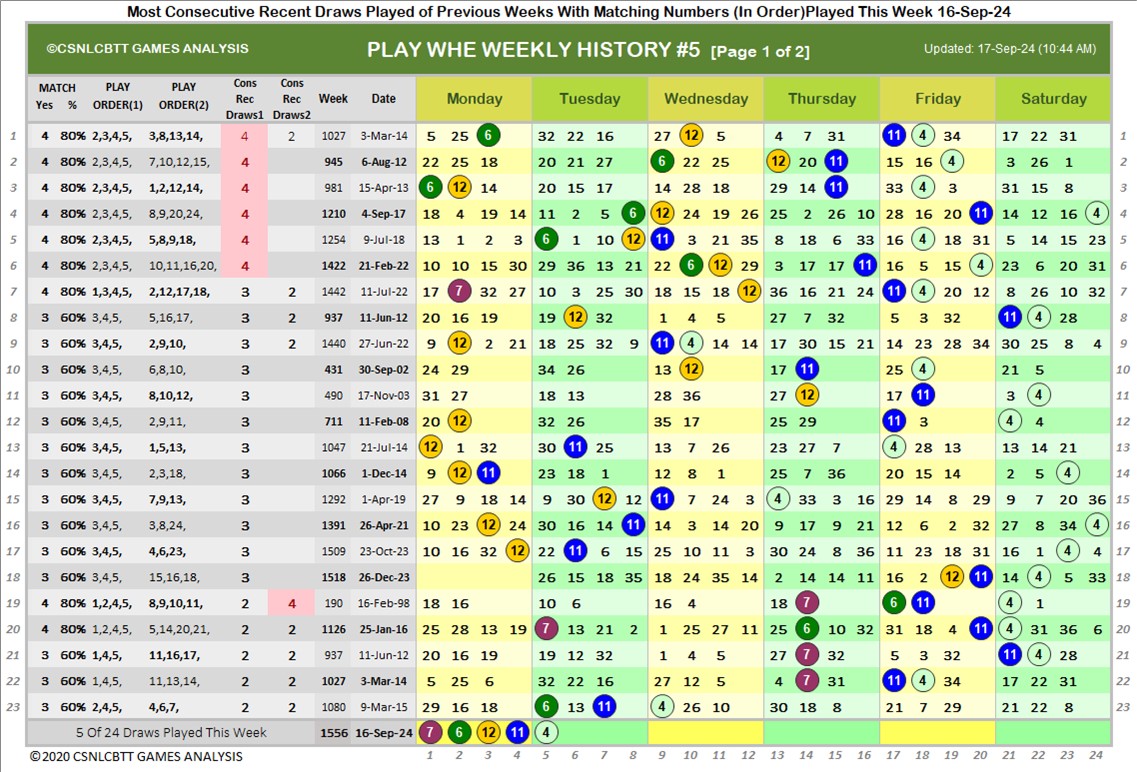 Most Consecutive Recent Draws Played of Previous Weeks With Matching Numbers (In Order)Played This Week 16-Sep-24
©CSNLCBTT GAMES ANALYSIS PLAY WHE WEEKLY HISTORY #5 [Page 1 of 2] Updated: 17-Sep-24 (10:44 AM)
MATCH PLAY PLAY Cons Cons Week Date Monday Tuesday Wednesday Thursday Friday Saturday
Yes % ORDER(1) ORDER(2) Rec Rec
Draws1 Draws2
1 4 80% 2,3,4,5, 3,8,13,14, 4 2 1027 3-Mar-14 5 25 6 32 22 16 27 12 5 4 7 31 11 4 34 17 22 31 1
2 4 80% 2,3,4,5, 7,10,12,15, 4 945 6-Aug-12 22 25 18 20 21 27 6 22 25 12 20 11 15 16 4 3 26 1 2
3 4 80% 2,3,4,5, 1,2,12,14, 4 981 15-Apr-13 6 12 14 20 15 17 14 28 18 29 14 11 33 4 3 31 15 8 3
4 4 80% 2,3,4,5, 8,9,20,24, 4 1210 4-Sep-17 18 4 19 14 11 2 5 6 12 24 19 26 25 2 26 10 28 16 20 11 14 12 16 4 4
5 4 80% 2,3,4,5, 5,8,9,18, 4 1254 9-Jul-18 13 1 2 3 6 1 10 12 11 3 21 35 8 18 6 33 16 4 18 31 5 14 15 23 5
6 4 80% 2,3,4,5, 10,11,16,20, 4 1422 21-Feb-22 10 10 15 30 29 36 13 21 22 6 12 29 3 17 17 11 16 5 15 4 23 6 20 31 6
7 4 80% 1,3,4,5, 2,12,17,18, 3 2 1442 11-Jul-22 17 7 32 27 10 3 25 30 18 15 18 12 36 16 21 24 11 4 20 12 8 26 10 32 7
8 3 60% 3,4,5, 5,16,17, 3 2 937 11-Jun-12 20 16 19 19 12 32 1 4 5 27 7 32 5 3 32 11 4 28 8
9 3 60% 3,4,5, 2,9,10, 3 2 1440 27-Jun-22 9 12 2 21 18 25 32 9 11 4 14 14 17 30 15 21 14 23 28 34 30 25 8 4 9
10 3 60% 3,4,5, 6,8,10, 3 431 30-Sep-02 24 29 34 26 13 12 17 11 25 4 21 5 10
11 3 60% 3,4,5, 8,10,12, 3 490 17-Nov-03 31 27 18 13 28 36 27 12 17 11 3 4 11
12 3 60% 3,4,5, 2,9,11, 3 711 11-Feb-08 20 12 32 26 35 17 25 29 11 3 4 4 12
13 3 60% 3,4,5, 1,5,13, 3 1047 21-Jul-14 12 1 32 30 11 25 13 7 26 23 27 7 4 28 13 13 14 21 13
14 3 60% 3,4,5, 2,3,18, 3 1066 1-Dec-14 9 12 11 23 18 1 12 8 1 25 7 36 20 15 14 2 5 4 14
15 3 60% 3,4,5, 7,9,13, 3 1292 1-Apr-19 27 9 18 14 9 30 12 12 11 7 24 3 4 33 3 16 29 14 8 29 9 7 20 36 15
16 3 60% 3,4,5, 3,8,24, 3 1391 26-Apr-21 10 23 12 24 30 16 14 11 14 3 14 20 9 17 9 21 12 6 2 32 27 8 34 4 16
17 3 60% 3,4,5, 4,6,23, 3 1509 23-Oct-23 10 16 32 12 22 11 6 15 25 10 11 3 30 24 8 36 11 23 18 31 16 1 4 4 17
18 3 60% 3,4,5, 15,16,18, 3 1518 26-Dec-23 26 15 18 35 18 24 35 14 2 14 14 11 16 2 12 11 14 4 5 33 18
19 4 80% 1,2,4,5, 8,9,10,11, 2 4 190 16-Feb-98 18 16 10 6 16 4 18 7 6 11 4 1 19
20 4 80% 1,2,4,5, 5,14,20,21, 2 2 1126 25-Jan-16 25 28 13 19 7 13 21 2 1 25 27 11 25 6 10 32 31 18 4 11 4 31 36 6 20
21 3 60% 1,4,5, 11,16,17, 2 2 937 11-Jun-12 20 16 19 19 12 32 1 4 5 27 7 32 5 3 32 11 4 28 21
22 3 60% 1,4,5, 11,13,14, 2 2 1027 3-Mar-14 5 25 6 32 22 16 27 12 5 4 7 31 11 4 34 17 22 31 22
23 3 60% 2,4,5, 4,6,7, 2 2 1080 9-Mar-15 29 16 18 6 13 11 4 26 10 30 18 8 21 7 29 21 22 8 23
5 Of 24 Draws Played This Week 1556 16-Sep-24 7 6 12 11 4
©2020 CSNLCBTT GAMES ANALYSIS 1 2 3 4 5 6 7 8 9 10 11 12 13 14 15 16 17 18 19 20 21 22 23 24